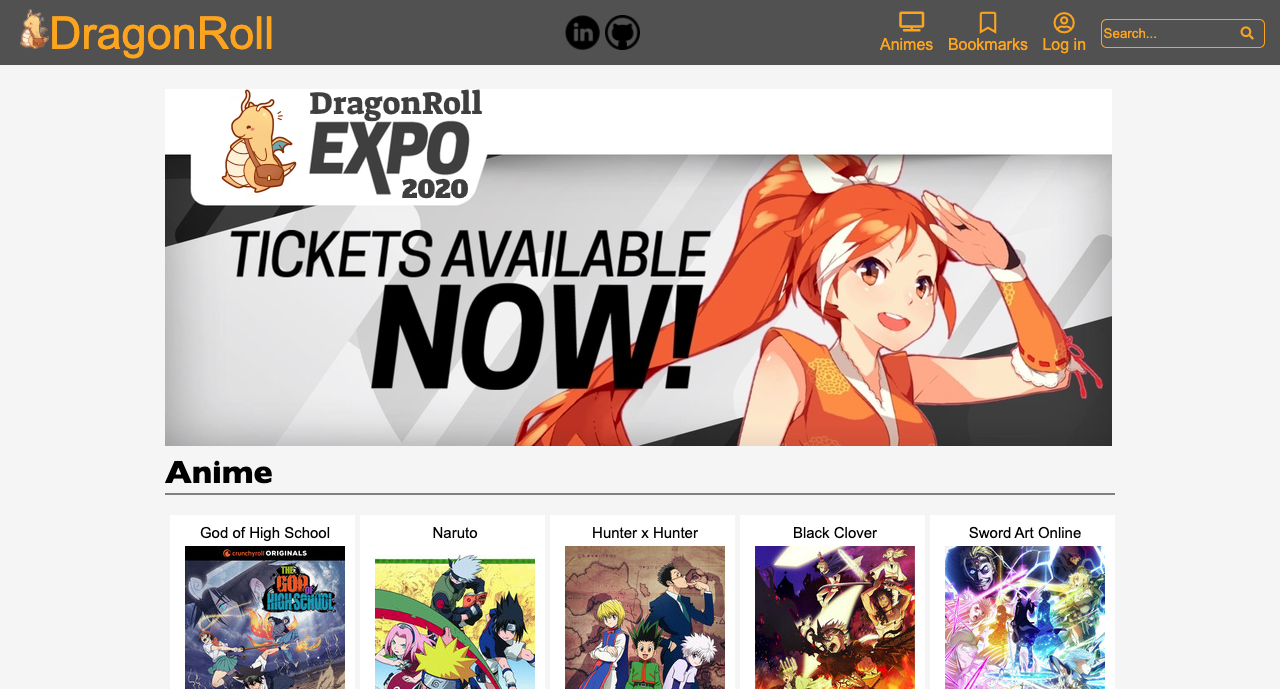 DragonRoll
in
Animes
Bookmarks
Log in
Search...
DragonRoll
EXPO
2020
TICKETS AVAILABLE
NOW!
Anime
God of High School
Naruto
Hunter x Hunter
Black Clover
Sword Art Online
crunchyroll ORIGINALS
THE
GOD
OF
HIGH SCHOOL